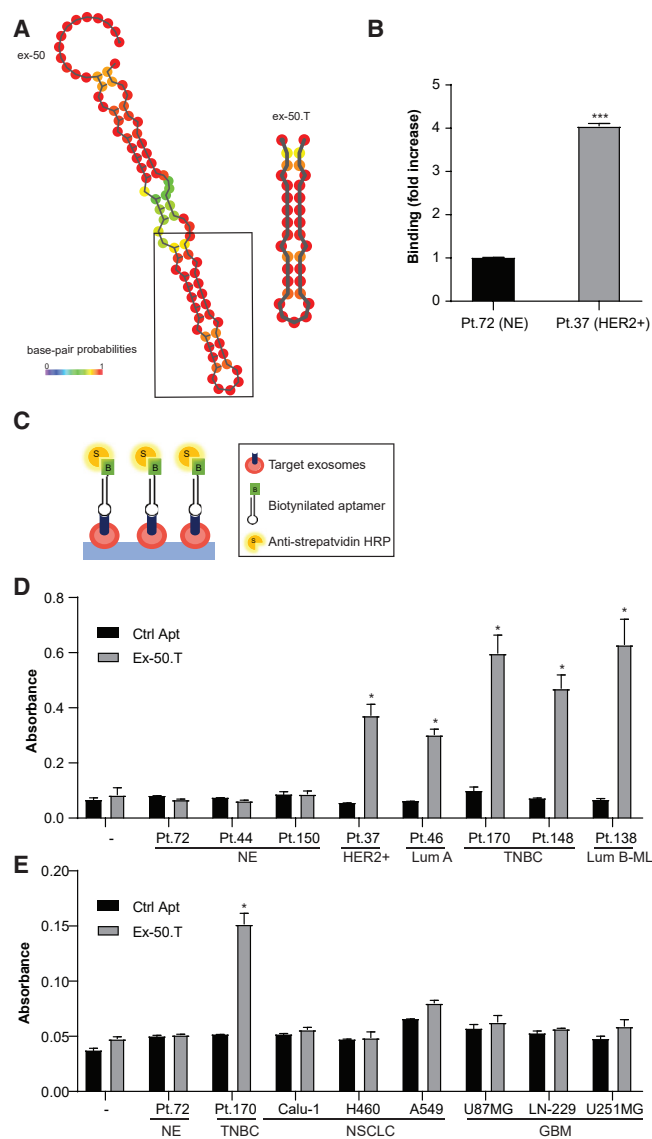 A
ex-50
ex-50.T
base-pair probabilities
0 1
B
Binding (fold increase)
5
4
3
2
1
0
***
Pt.72 (NE) Pt.37 (HER2+)
C
S S S
B B B
Target exosomes
B
Biotynilated aptamer
S
Anti-strepatvidin HRP
D
Absorbance
0.8
0.6
0.4
0.2
0.0
Ctrl Apt
Ex-50.T
* * * * *
- Pt.72 Pt.44 Pt.150 Pt.37 Pt.46 Pt.170 Pt.148 Pt.138
NE HER2+ Lum A TNBC Lum B-ML
E
Absorbance
0.20
0.15
0.10
0.05
0.00
Ctrl Apt
Ex-50.T
*
- Pt.72 Pt.170 Calu-1 H460 A549 U87MG LN-229 U251MG
NE TNBC NSCLC GBM